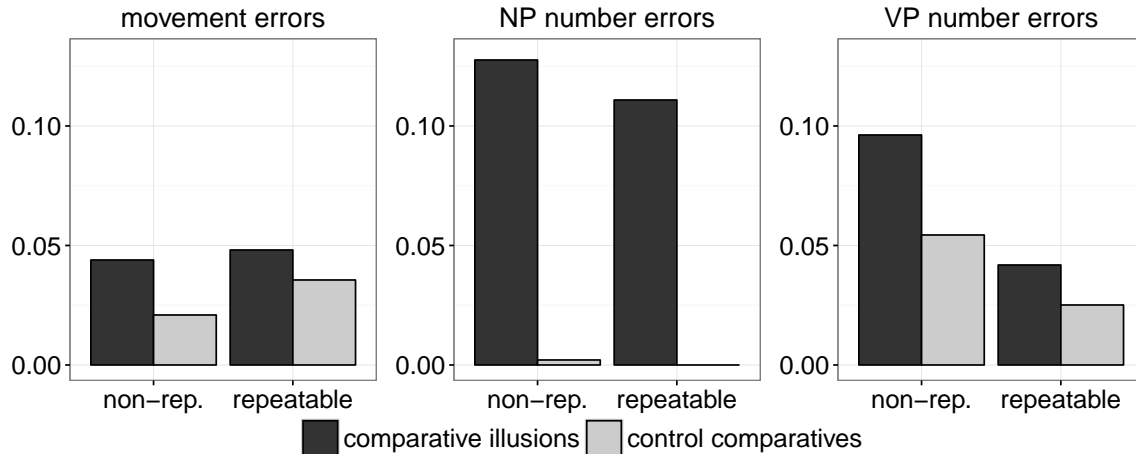 movement errors
NP number errors
VP number errors
0.10
0.05
0.00
non−rep.
repeatable
0.10
0.05
0.00
non−rep.
repeatable
0.10
0.05
0.00
non−rep.
repeatable
comparative illusions
control comparatives